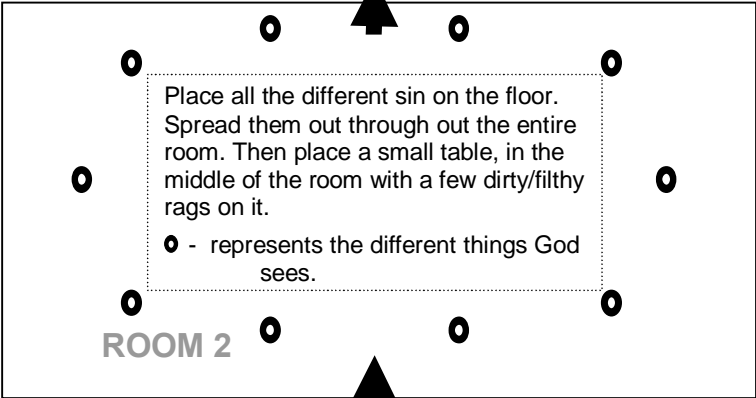 Place all the different sin on the floor.
Spread them out through out the entire
room. Then place a small table, in the
middle of the room with a few dirty/filthy
rags on it.
- represents the different things God
sees.
ROOM 2